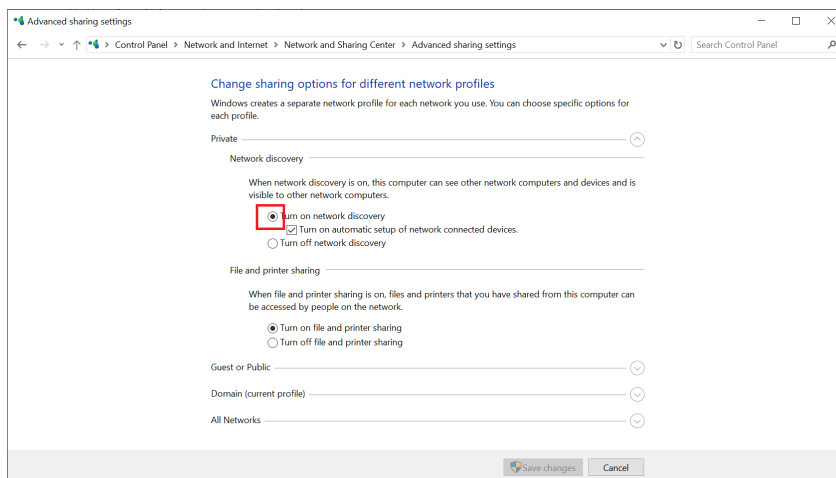 Advanced sharing settings
Control Panel > Network and Internet > Network and Sharing Center > Advanced sharing settings
Search Control Panel
Change sharing options for different network profiles
Windows creates a separate network profile for each network you use. You can choose specific options for
each profile.
Private
Network discovery
When network discovery is on, this computer can see other network computers and devices and is
visible to other network computers.
Turn on network discovery
Turn on automatic setup of network connected devices.
Turn off network discovery
File and printer sharing
When file and printer sharing is on, files and printers that you have shared from this computer can
be accessed by people on the network.
Turn on file and printer sharing
Turn off file and printer sharing
Guest or Public
Domain (current profile)
All Networks
Save changes
Cancel